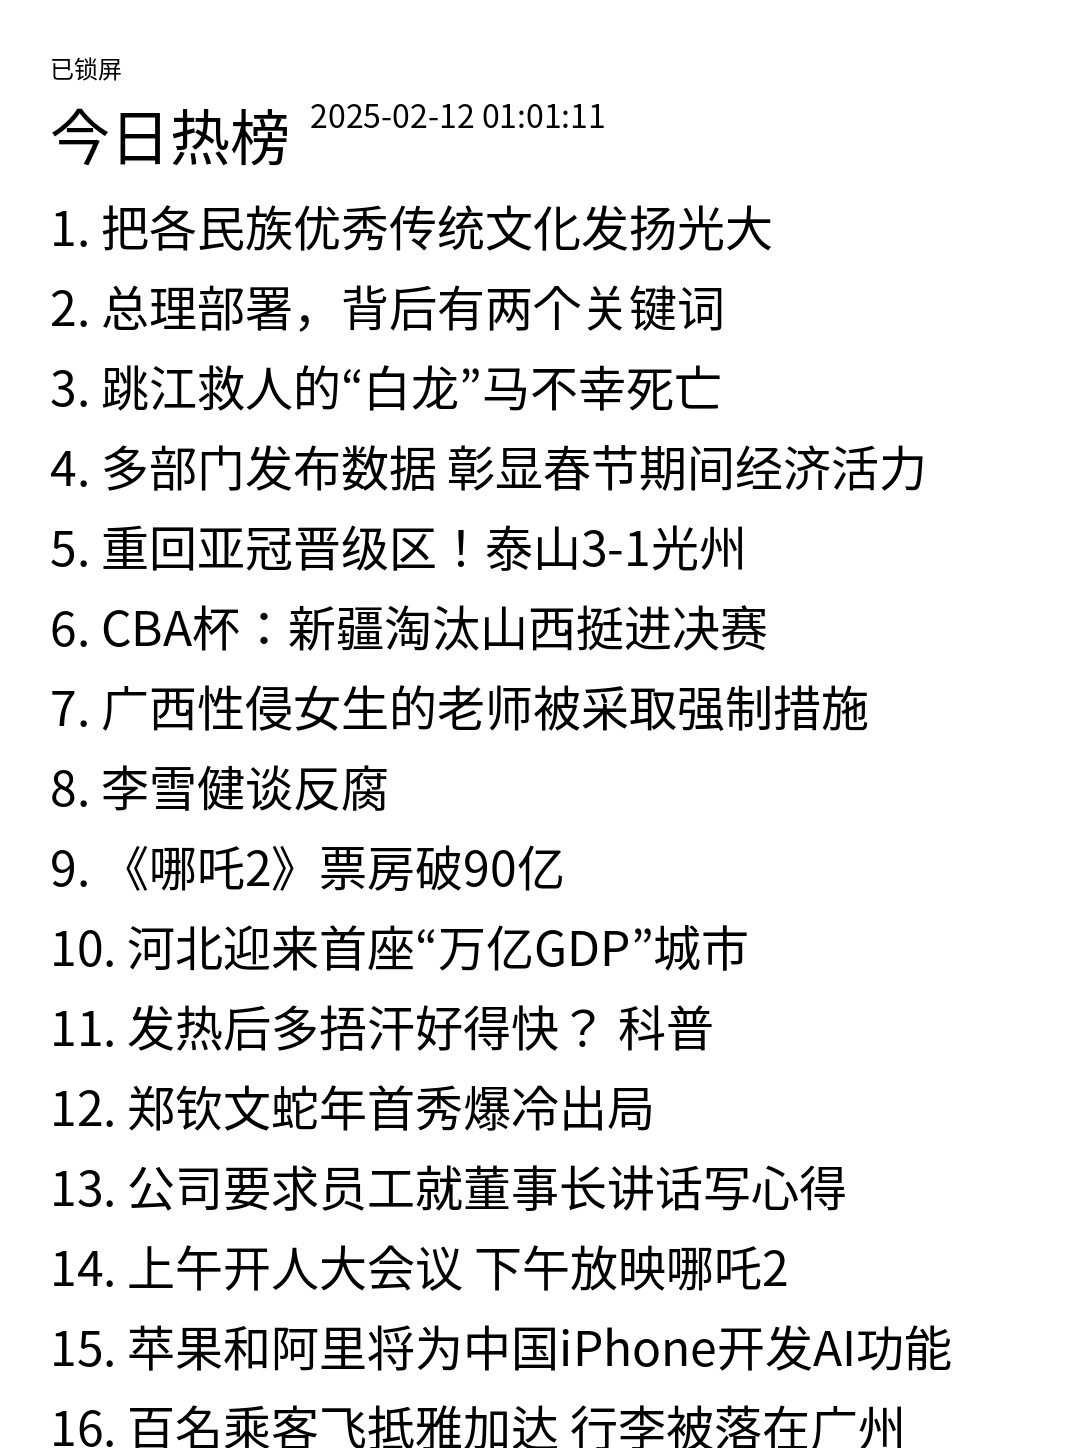 已锁屏
今日热榜 2025-02-12 01:01:11
1. 把各民族优秀传统文化发扬光大
2. 总理部署，背后有两个关键词
3. 跳江救人的“白龙”马不幸死亡
4. 多部门发布数据 彰显春节期间经济活力
5. 重回亚冠晋级区！泰山3-1光州
6. CBA杯：新疆淘汰山西挺进决赛
7. 广西性侵女生的老师被采取强制措施
8. 李雪健谈反腐
9. 《哪吒2》票房破90亿
10. 河北迎来首座“万亿GDP”城市
11. 发热后多捂汗好得快？ 科普
12. 郑钦文蛇年首秀爆冷出局
13. 公司要求员工就董事长讲话写心得
14. 上午开人大会议 下午放映哪吒2
15. 苹果和阿里将为中国iPhone开发AI功能
16. 百名乘客飞抵雅加达 行李被落在广州